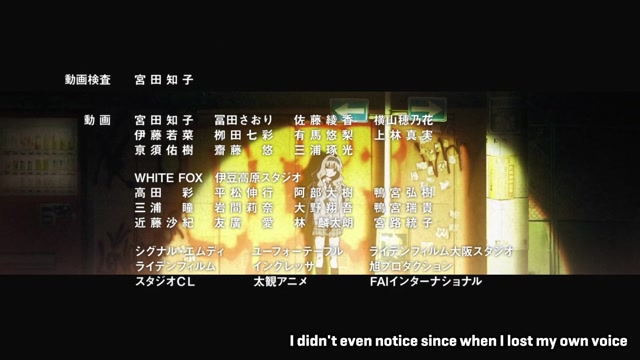 動画検査 宮田知子
動画 宮田知子 冨田さおり 佐藤綾香 横山穂乃花
伊藤若菜 栁田七彩 有馬悠梨 上林真実
京須佑樹 齋藤悠 三浦琢光
WHITE FOX 伊豆高原スタジオ
高田彩 平松伸行 阿部大樹 鴨宮弘樹
三浦瞳 岩間莉奈 大野翔吾 鴨宮瑞貴
近藤沙紀 友廣愛 林麟太朗 宮路統子
シグナル・エムディ ユーフォーテーブル ライデンフィルム大阪スタジオ
ライデンフィルム インクレッサ 旭プロダクション
スタジオCL 太観アニメ FAIインターナショナル
I didn't even notice since when I lost my own voice